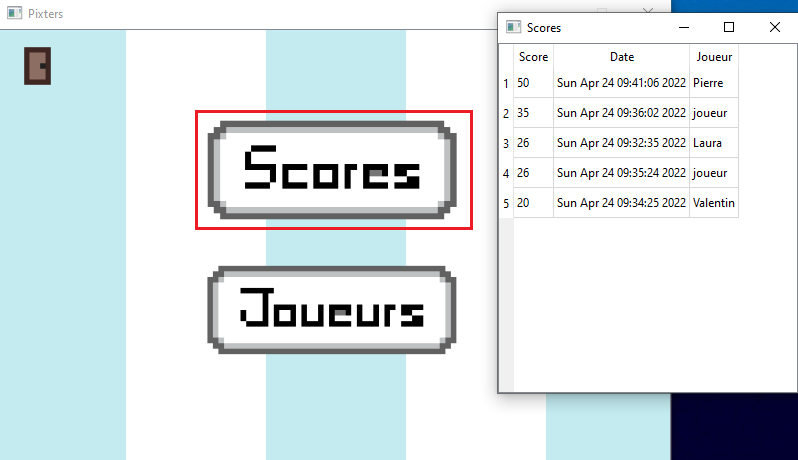 Pixters
Scores
Joueurs
Scores
Score Date Joueur
1 50 Sun Apr 24 09:41:06 2022 Pierre
2 35 Sun Apr 24 09:36:02 2022 joueur
3 26 Sun Apr 24 09:32:35 2022 Laura
4 26 Sun Apr 24 09:35:24 2022 joueur
5 20 Sun Apr 24 09:34:25 2022 Valentin